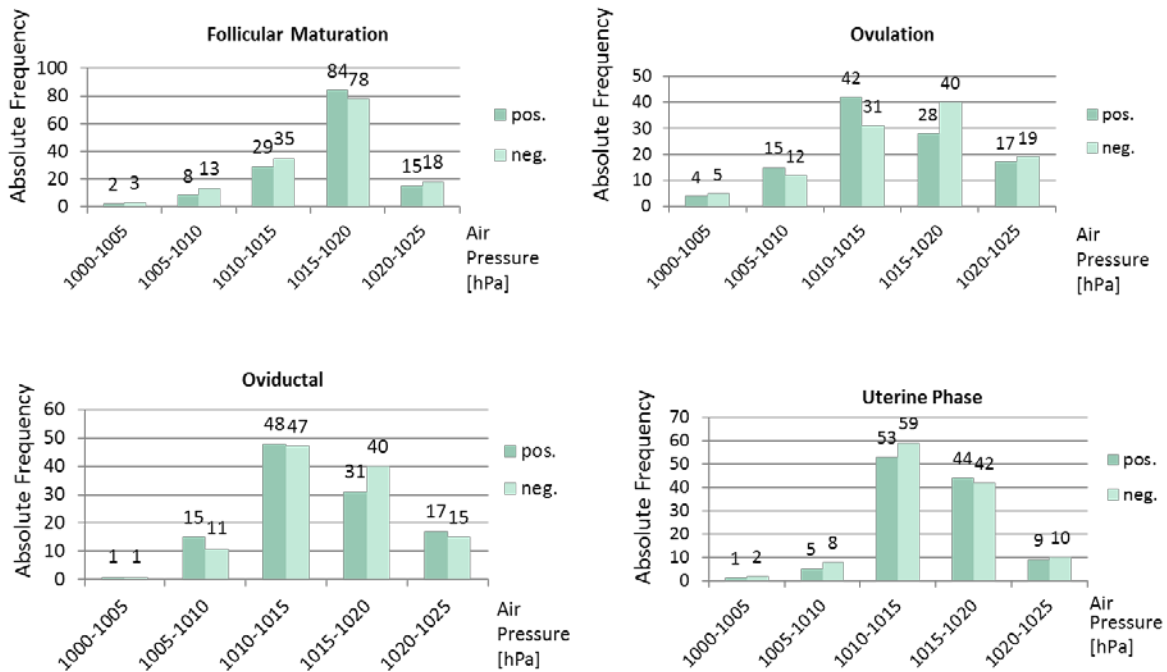 Follicular Maturation
Absolute Frequency
100
80
60
40
20
0
2 3 8 13 29 35 84 78 15 18
pos.
neg.
1000-1005 1005-1010 1010-1015 1015-1020 1020-1025
Air
Pressure
[hPa]
Ovulation
Absolute Frequency
50
40
30
20
10
0
4 5 15 12 42 31 28 40 17 19
pos.
neg.
1000-1005 1005-1010 1010-1015 1015-1020 1020-1025
Air
Pressure
[hPa]
Oviductal
Absolute Frequency
60
50
40
30
20
10
0
1 1 15 11 48 47 31 40 17 15
pos.
neg.
1000-1005 1005-1010 1010-1015 1015-1020 1020-1025
Air
Pressure
[hPa]
Uterine Phase
Absolute Frequency
70
60
50
40
30
20
10
0
1 2 5 8 53 59 44 42 9 10
pos.
neg.
1000-1005 1005-1010 1010-1015 1015-1020 1020-1025
Air
Pressure
[hPa]